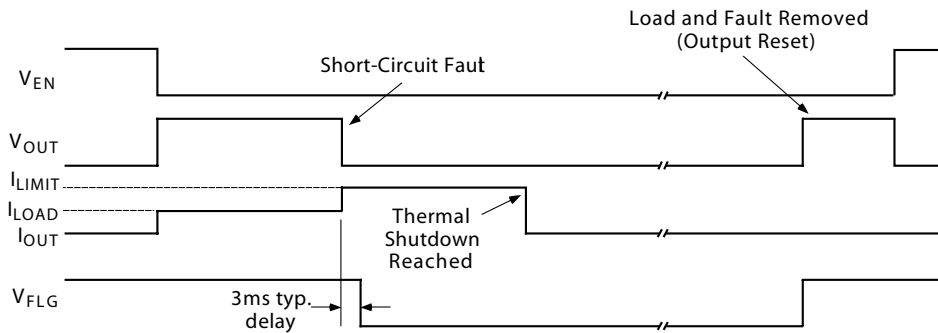 Load and Fault Removed
(Output Reset)
VEN
Short-Circuit Faut
VOUT
ILIMIT
ILOAD
IOUT
Thermal
Shutdown
Reached
VFLG
3ms typ.
delay